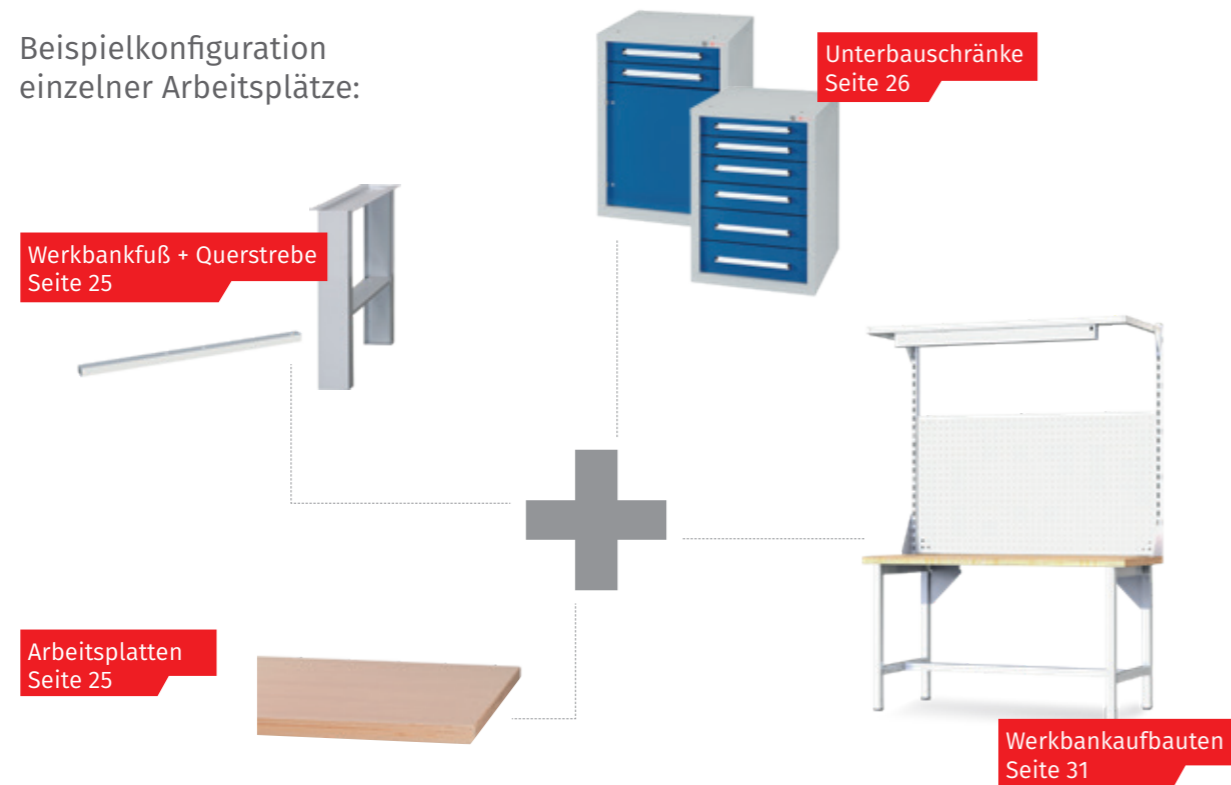 Beispielkonfiguration
einzelner Arbeitsplätze:
Unterbauschränke
Seite 26
Werkbankfuß + Querstrebe
Seite 25
Arbeitsplatten
Seite 25
Werkbankaufbauten
Seite 31